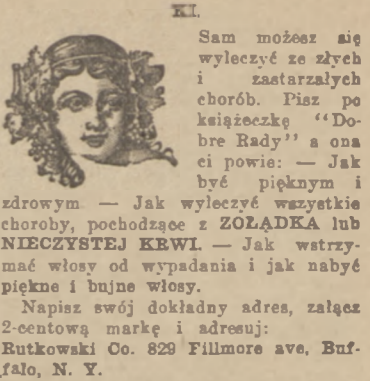 KI.
Sam możesz się
wyleczyć ze złych
i zastarzałych
chorób. Pisz po
książeczkę “Do-
bre Rady” a ona
ci powie: — Jak
być pięknym i
zdrowym — Jak wyleczyć wszystkie
choroby, pochodzące z ŻOŁĄDKA lub
NIECZYSTEJ KRWI. — Jak wstrzy-
mać włosy od wypadania i jak nabyć
piękne i bujne włosy.
Napisz swój dokładny adres, załącz
2-centową markę i adresuj:
Rutkowski Co. 829 Fillmore ave, Buf-
falo, N. Y.